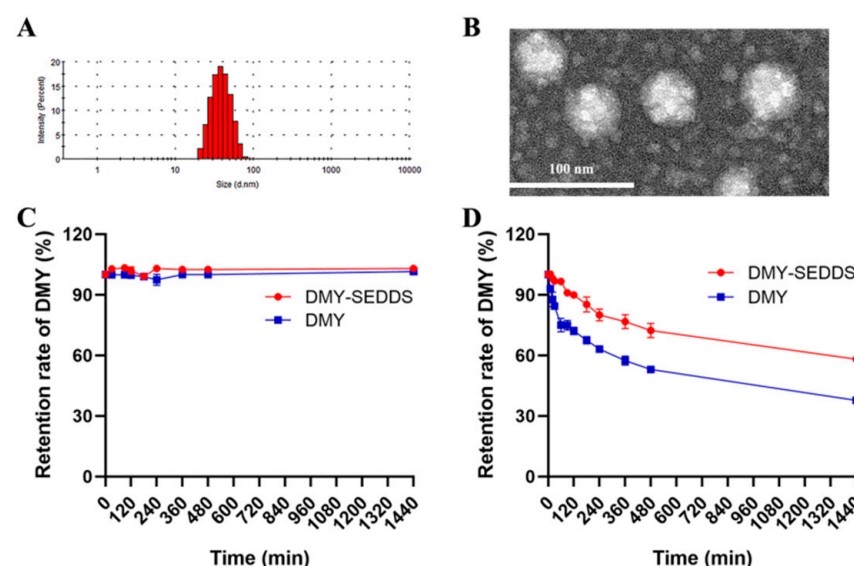 A
20
15
10
5
0
Intensity (Percent)
1 10 100 1000 10000
Size (d.nm)
B
100 nm
C
120
90
60
30
0
Retention rate of DMY (%)
DMY-SEDDS
DMY
0 120 240 360 480 600 720 840 960 1080 1200 1320 1440
Time (min)
D
120
90
60
30
0
Retention rate of DMY (%)
DMY-SEDDS
DMY
0 120 240 360 480 600 720 840 960 1080 1200 1320 1440
Time (min)